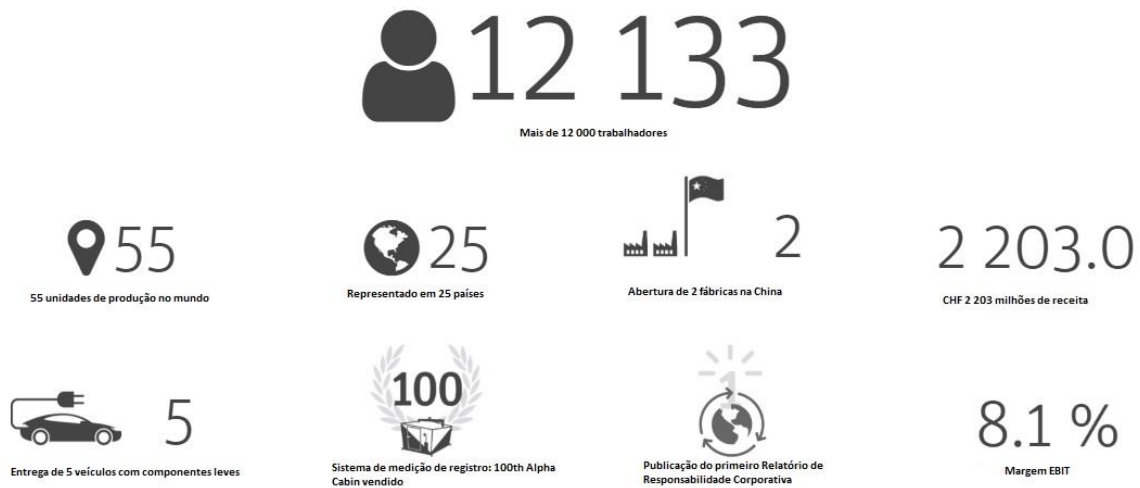 12 133
Mais de 12 000 trabalhadores
55
55 unidades de produção no mundo
25
Representado em 25 países
2
Abertura de 2 fábricas na China
2 203.0
CHF 2 203 milhões de receita
5
Entrega de 5 veículos com componentes leves
100
Sistema de medição de registro: 100th Alpha
Cabin vendido
1
Publicação do primeiro Relatório de
Responsabilidade Corporativa
8.1 %
Margem EBIT